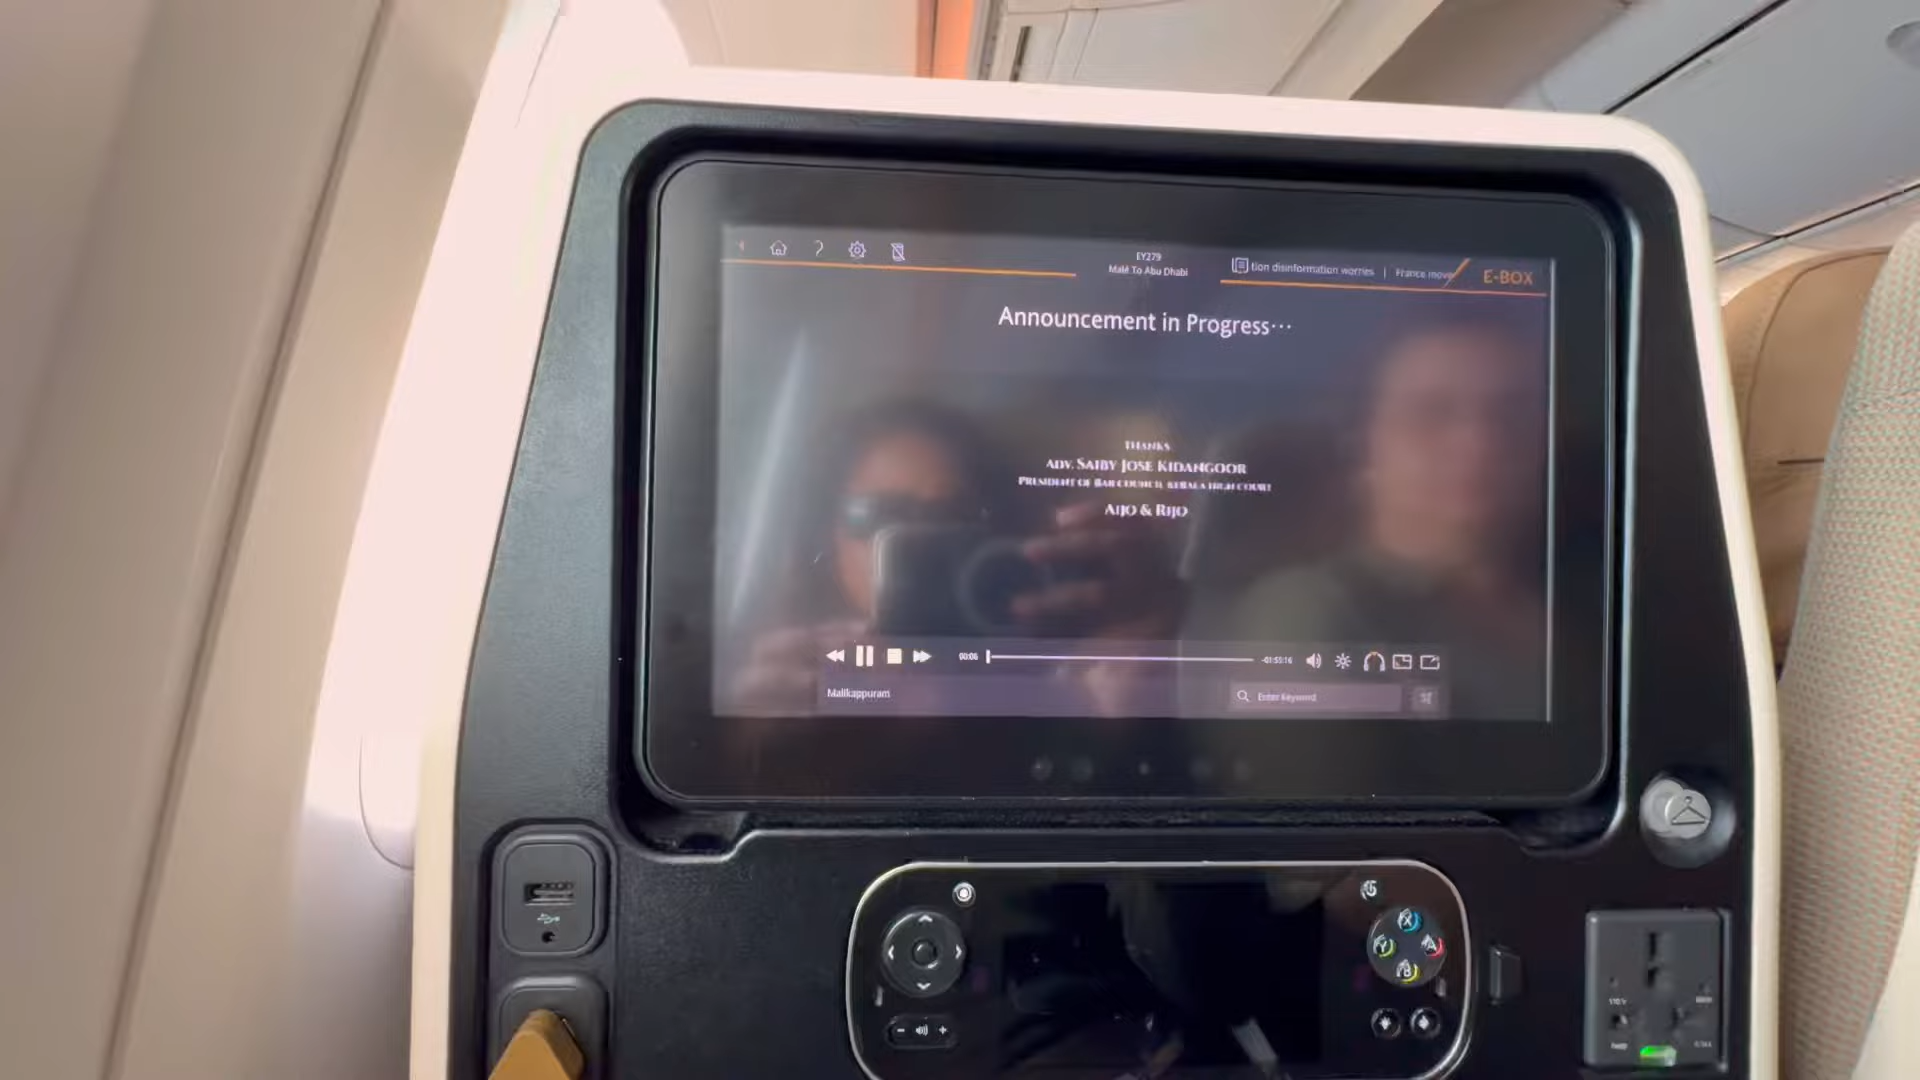 EY279
Malé To Abu Dhabi
tion disinformation worries | France move
E-BOX
Announcement in Progress...
THANKS
ADV. SAIBY JOSE KIDANGOOR
PRESIDENT OF BAR COUNCIL KERALA HIGH COURT
AIJO & RIJO
00:06
-01:55:16
Malikappuram
Enter Keyword
X
Y
A
B